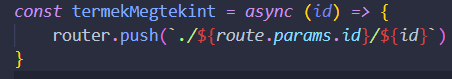 const termekMegtekint = async (id) => {
    router.push(`./${route.params.id}/${id}`)
}